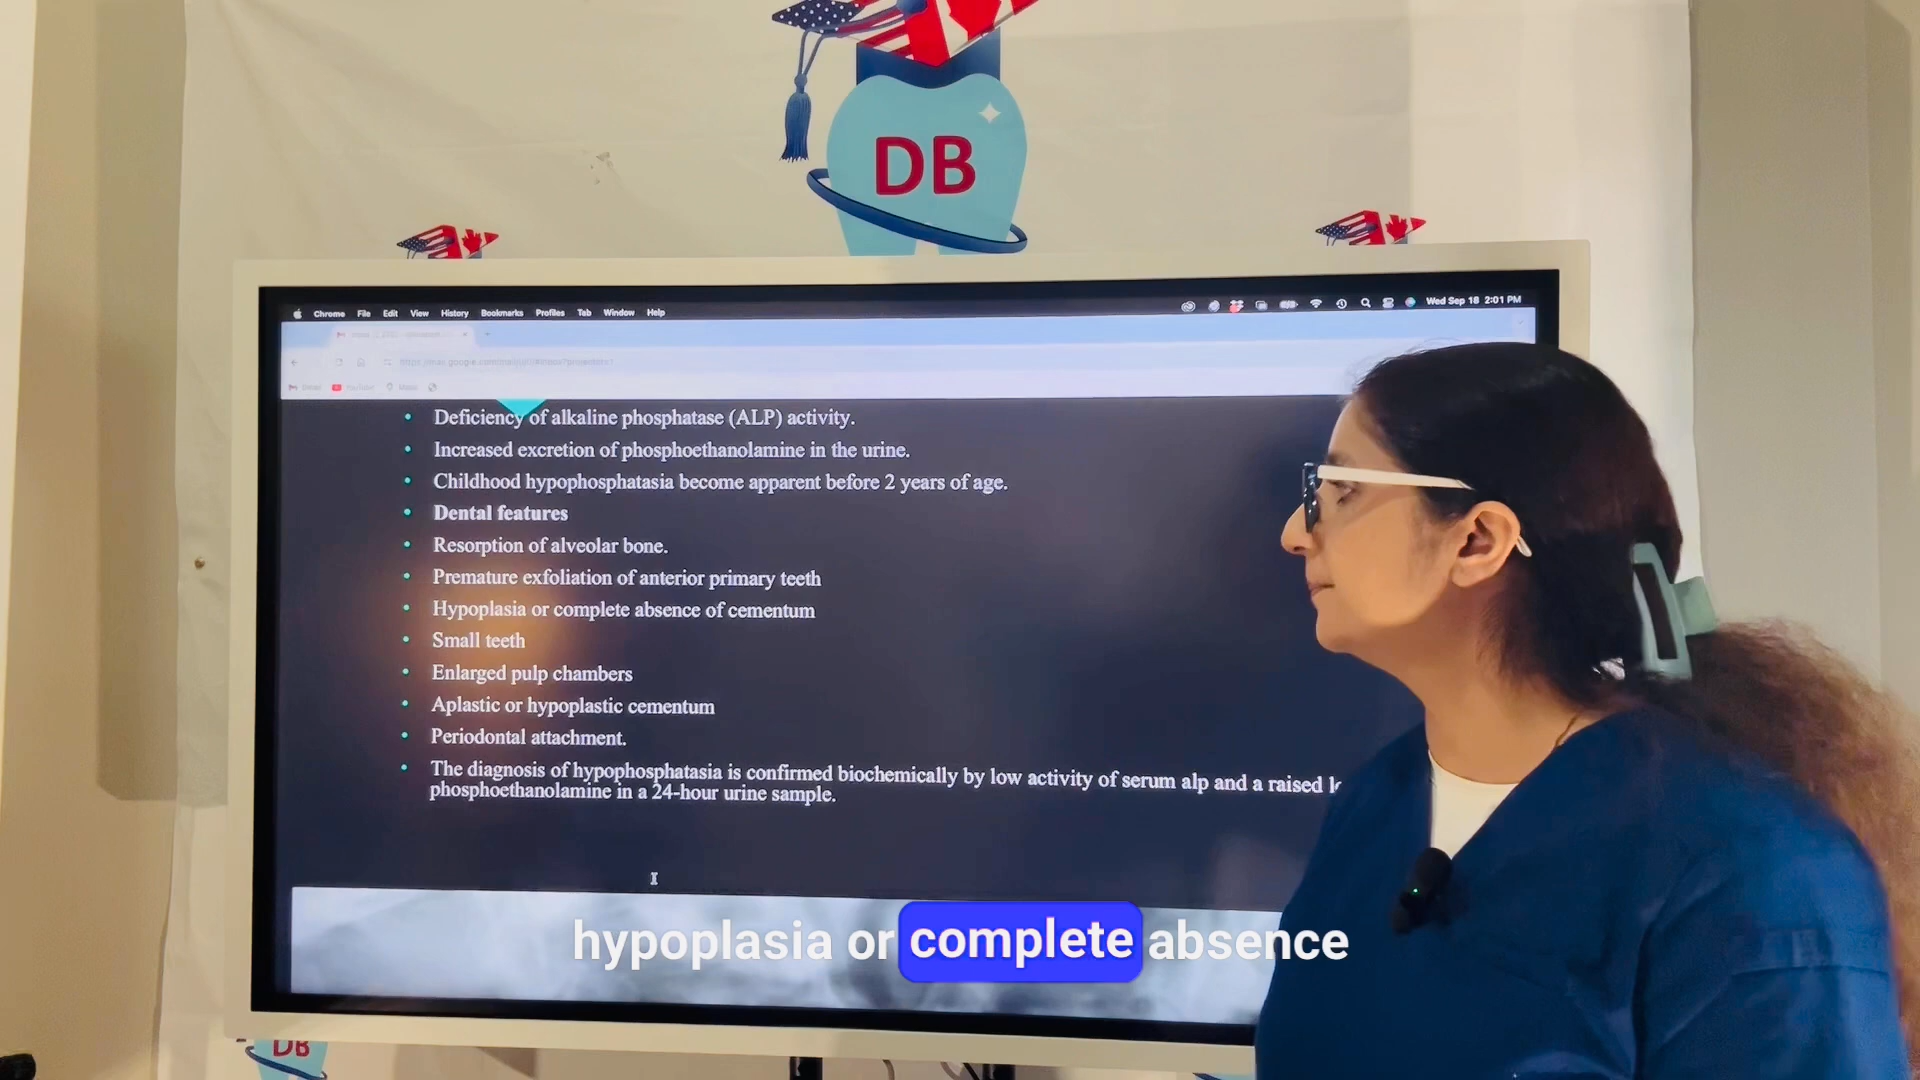 DB
Chrome File Edit View History Bookmarks Profiles Tab Window Help
Wed Sep 18 2:01 PM
Gmail YouTube Maps
• Deficiency of alkaline phosphatase (ALP) activity.
• Increased excretion of phosphoethanolamine in the urine.
• Childhood hypophosphatasia become apparent before 2 years of age.
• Dental features
• Resorption of alveolar bone.
• Premature exfoliation of anterior primary teeth
• Hypoplasia or complete absence of cementum
• Small teeth
• Enlarged pulp chambers
• Aplastic or hypoplastic cementum
• Periodontal attachment.
• The diagnosis of hypophosphatasia is confirmed biochemically by low activity of serum alp and a raised
phosphoethanolamine in a 24-hour urine sample.
hypoplasia or complete absence
DB